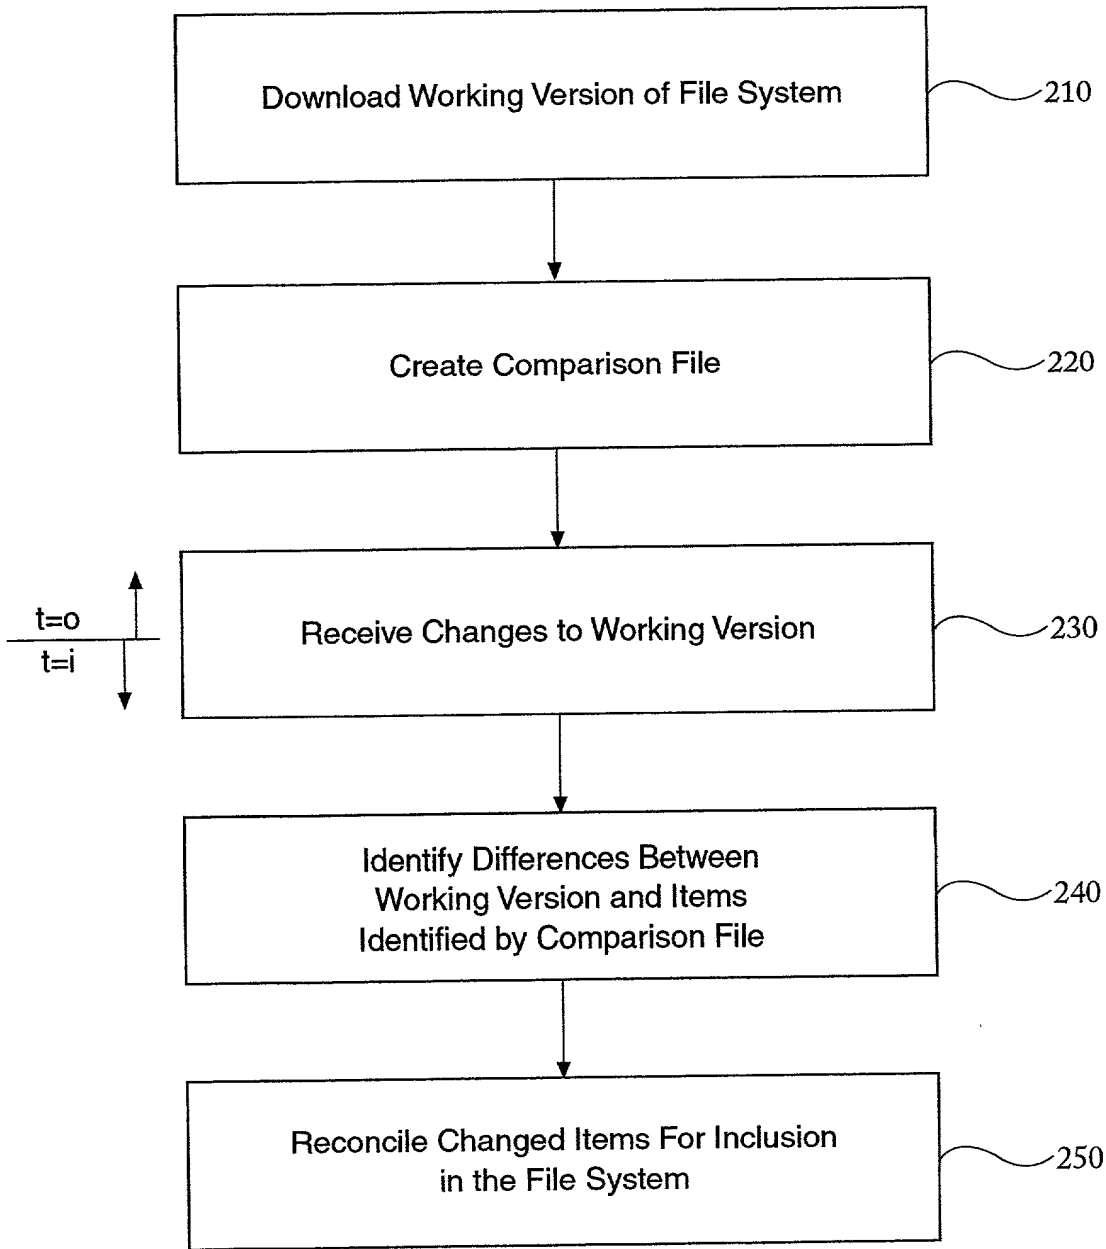 Download Working Version of File System
210
Create Comparison File
220
t=o
t=i
Receive Changes to Working Version
230
Identify Differences Between
Working Version and Items
Identified by Comparison File
240
Reconcile Changed Items For Inclusion
in the File System
250